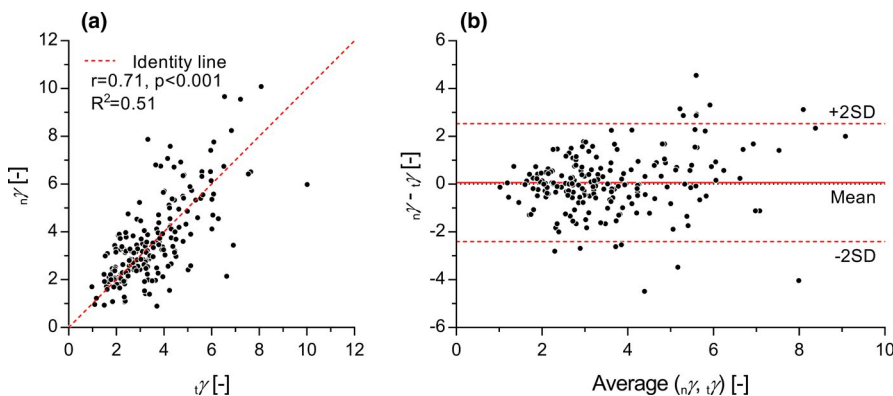 (a)
12
10
8
6
4
2
0
nγ [-]
Identity line
r=0.71, p<0.001
R²=0.51
0 2 4 6 8 10 12
tγ [-]
(b)
6
4
2
0
-2
-4
-6
nγ - tγ [-]
+2SD
Mean
-2SD
0 2 4 6 8 10
Average (nγ, tγ) [-]